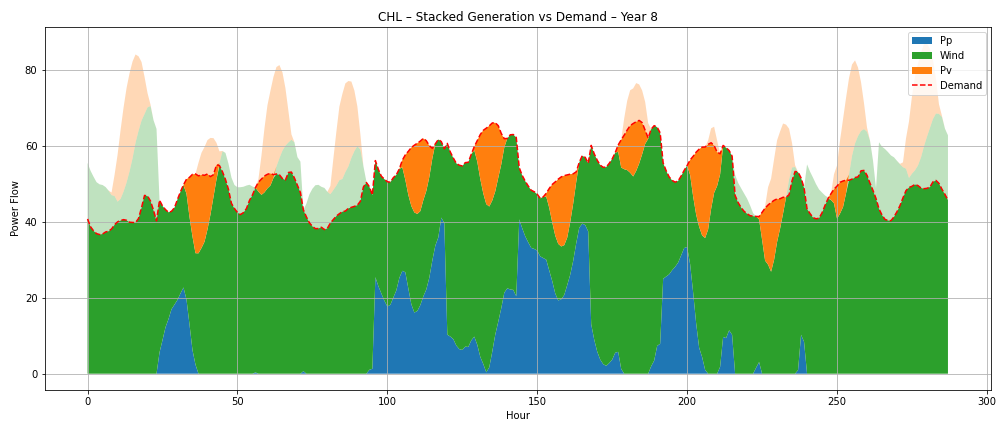 CHL – Stacked Generation vs Demand – Year 8
Power Flow
80
60
40
20
0
0 50 100 150 200 250 300
Hour
Pp
Wind
Pv
Demand